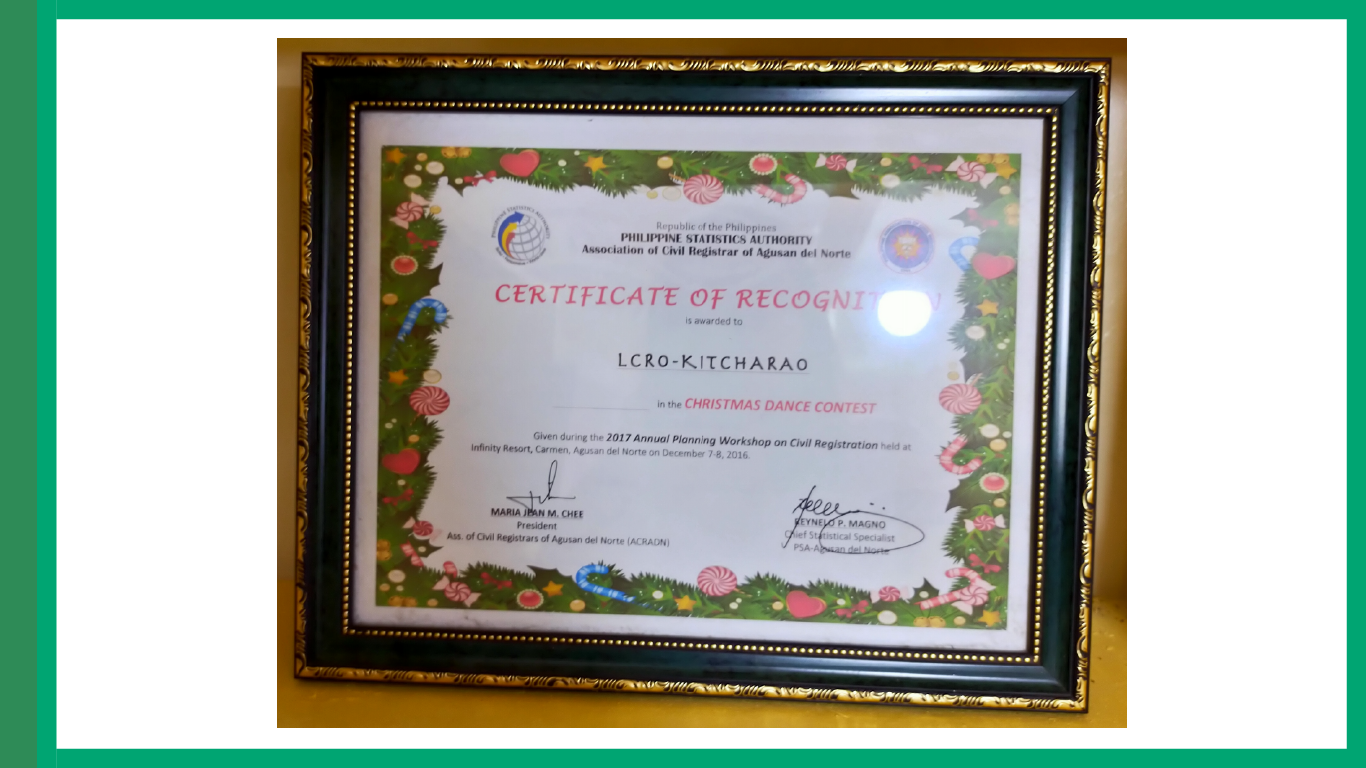 PHILIPPINE STATISTICS AUTHORITY
Republic of the Philippines
PHILIPPINE STATISTICS AUTHORITY
Association of Civil Registrar of Agusan del Norte
CERTIFICATE OF
is awarded to
LCRO-KITCHARAO
in the CHRISTMAS DANCE CONTEST
Given during the 2017 Annual Planning Workshop on Civil Registration held at
Infinity Resort, Carmen, Agusan del Norte on December 7-8, 2016.
MARIA JEAN M. CHEE
President
Ass. of Civil Registrars of Agusan del Norte (ACRADN)
REYNELO P. MAGNO
Chief Statistical Specialist
PSA-Agusan del Norte